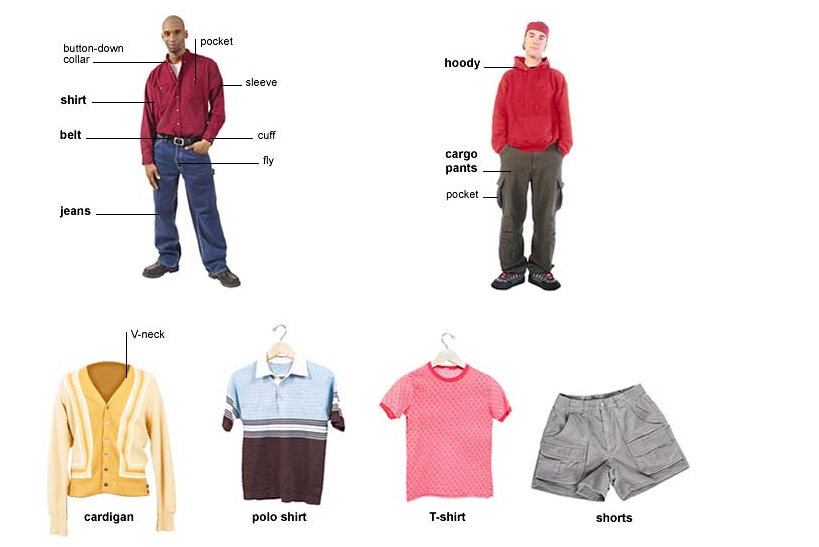 button-down
collar
pocket
sleeve
shirt
belt
cuff
fly
jeans
hoody
cargo
pants
pocket
V-neck
cardigan
polo shirt
T-shirt
shorts